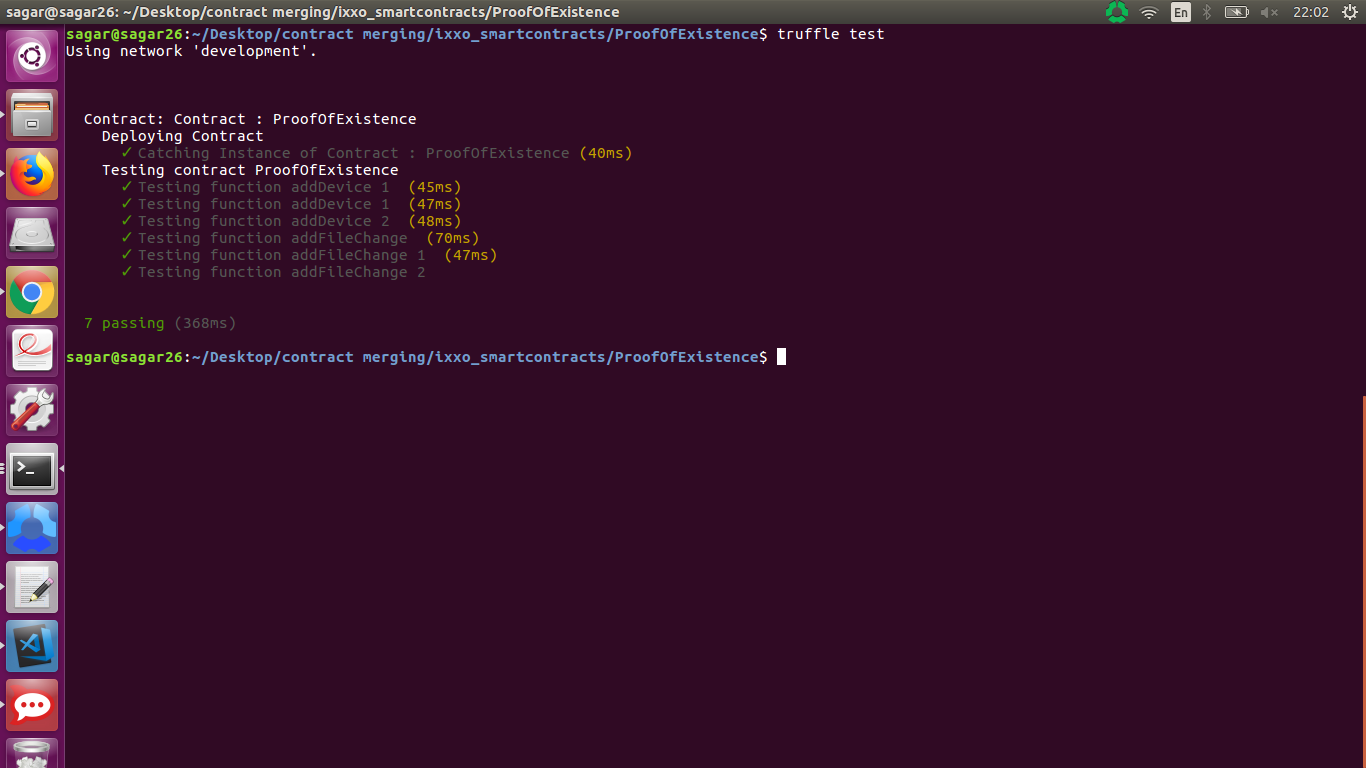 sagar@sagar26: ~/Desktop/contract merging/ixxo_smartcontracts/ProofOfExistence
En
22:02
sagar@sagar26:~/Desktop/contract merging/ixxo_smartcontracts/ProofOfExistence$ truffle test
Using network 'development'.
Contract: Contract : ProofOfExistence
Deploying Contract
✓ Catching Instance of Contract : ProofOfExistence (40ms)
Testing contract ProofOfExistence
✓ Testing function addDevice 1 (45ms)
✓ Testing function addDevice 1 (47ms)
✓ Testing function addDevice 2 (48ms)
✓ Testing function addFileChange (70ms)
✓ Testing function addFileChange 1 (47ms)
✓ Testing function addFileChange 2
7 passing (368ms)
sagar@sagar26:~/Desktop/contract merging/ixxo_smartcontracts/ProofOfExistence$